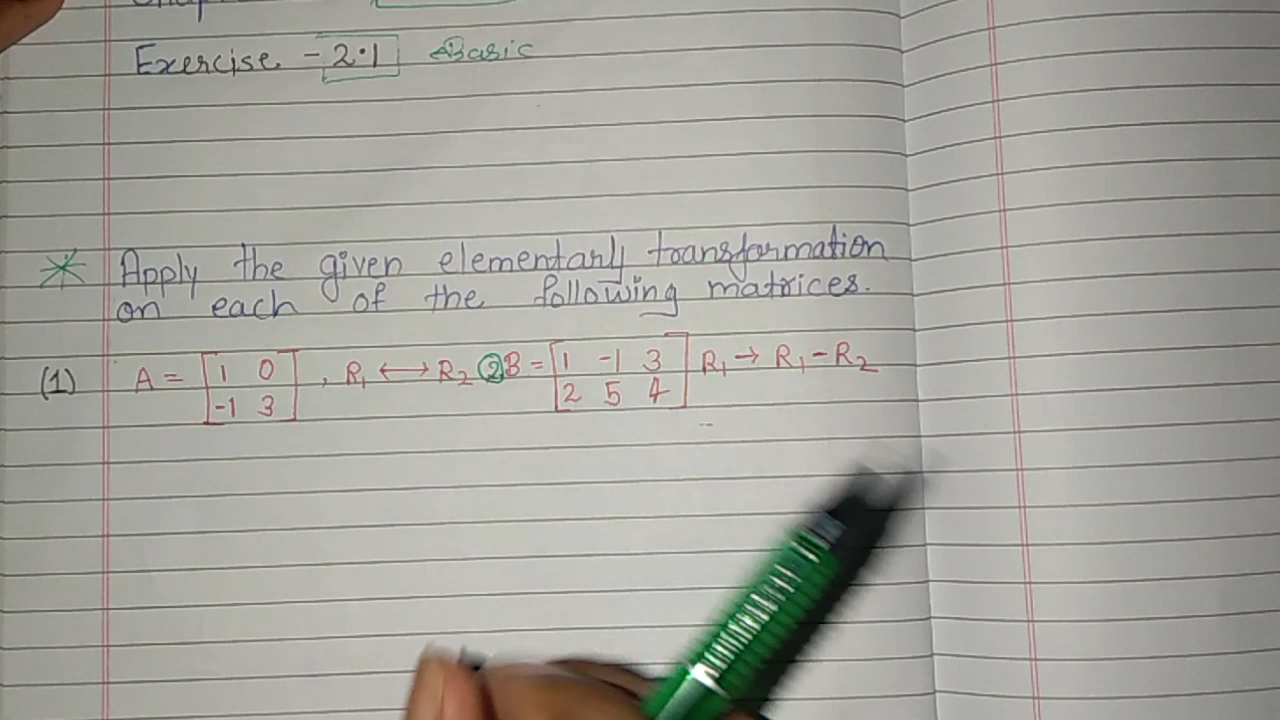 Exercise - 2.1 Basic
Apply the given elementary transformation
on each of the following matrices.
(1) A = [1 0 -1 3], R1 ↔ R2 ② B = [1 -1 3 2 5 4] R1 → R1 - R2